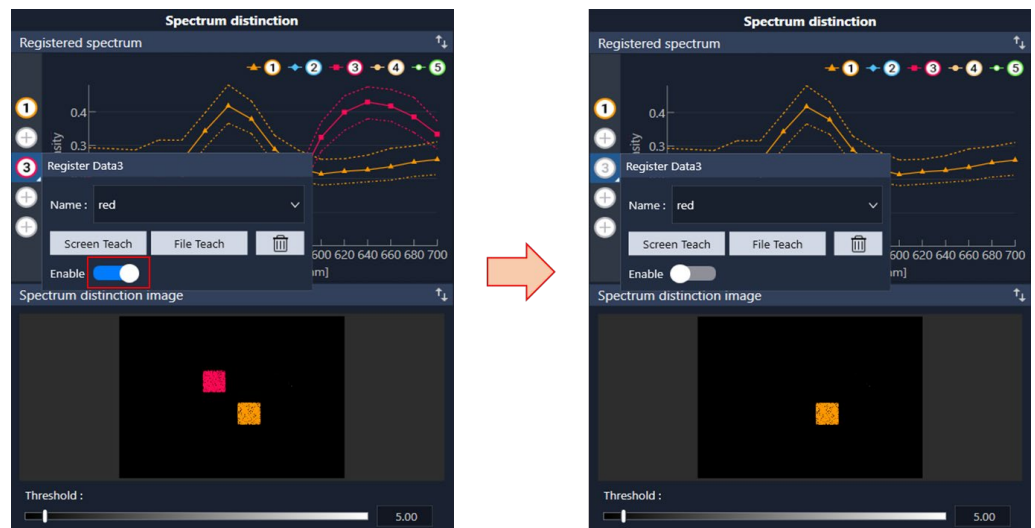 Spectrum distinction
Registered spectrum
1 2 3 4 5
1
0.4
0.3
3
Register Data3
Name : red
Screen Teach File Teach
600 620 640 660 680 700
Enable
Spectrum distinction image
Threshold :
5.00
Spectrum distinction
Registered spectrum
1 2 3 4 5
1
0.4
0.3
3
Register Data3
Name : red
Screen Teach File Teach
600 620 640 660 680 700
Enable
Spectrum distinction image
Threshold :
5.00